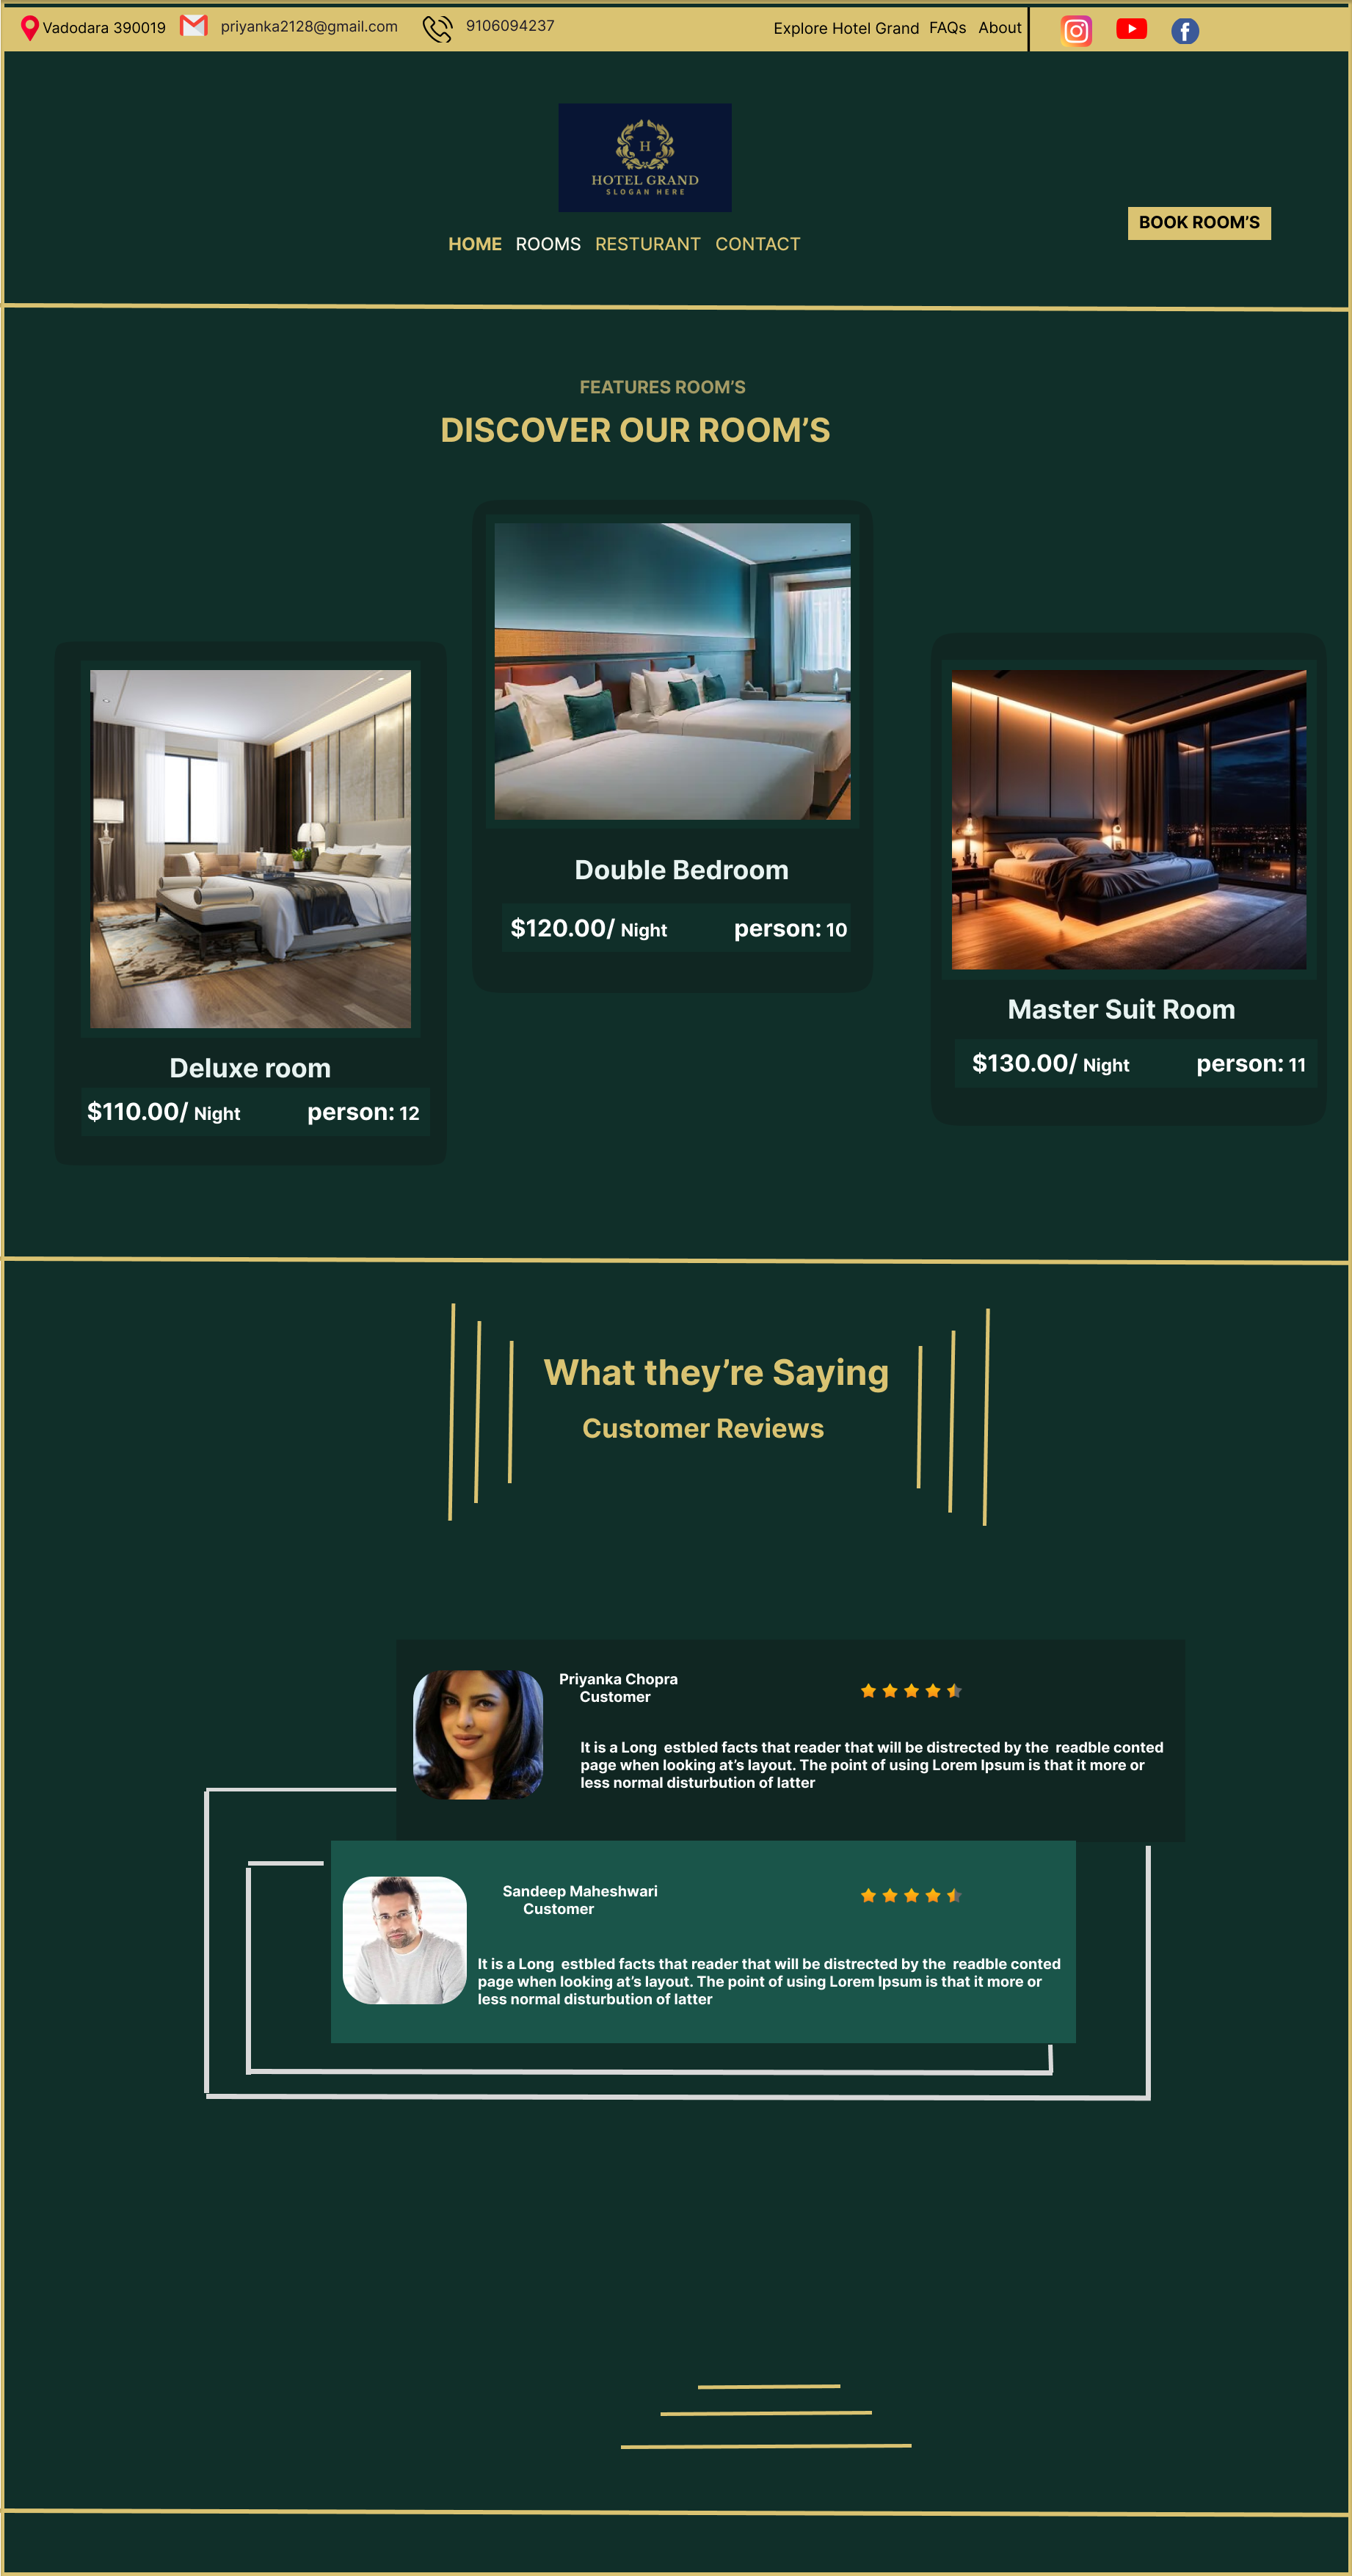 Vadodara 390019 priyanka2128@gmail.com 9106094237 Explore Hotel Grand FAQs About
H
HOTEL GRAND
SLOGAN HERE
BOOK ROOM'S
HOME ROOMS RESTURANT CONTACT
FEATURES ROOM'S
DISCOVER OUR ROOM'S
Deluxe room
$110.00/ Night person: 12
Double Bedroom
$120.00/ Night person: 10
Master Suit Room
$130.00/ Night person: 11
What they're Saying
Customer Reviews
Priyanka Chopra
Customer
It is a Long estbled facts that reader that will be distrected by the readble conted
page when looking at's layout. The point of using Lorem Ipsum is that it more or
less normal disturbution of latter
Sandeep Maheshwari
Customer
It is a Long estbled facts that reader that will be distrected by the readble conted
page when looking at's layout. The point of using Lorem Ipsum is that it more or
less normal disturbution of latter